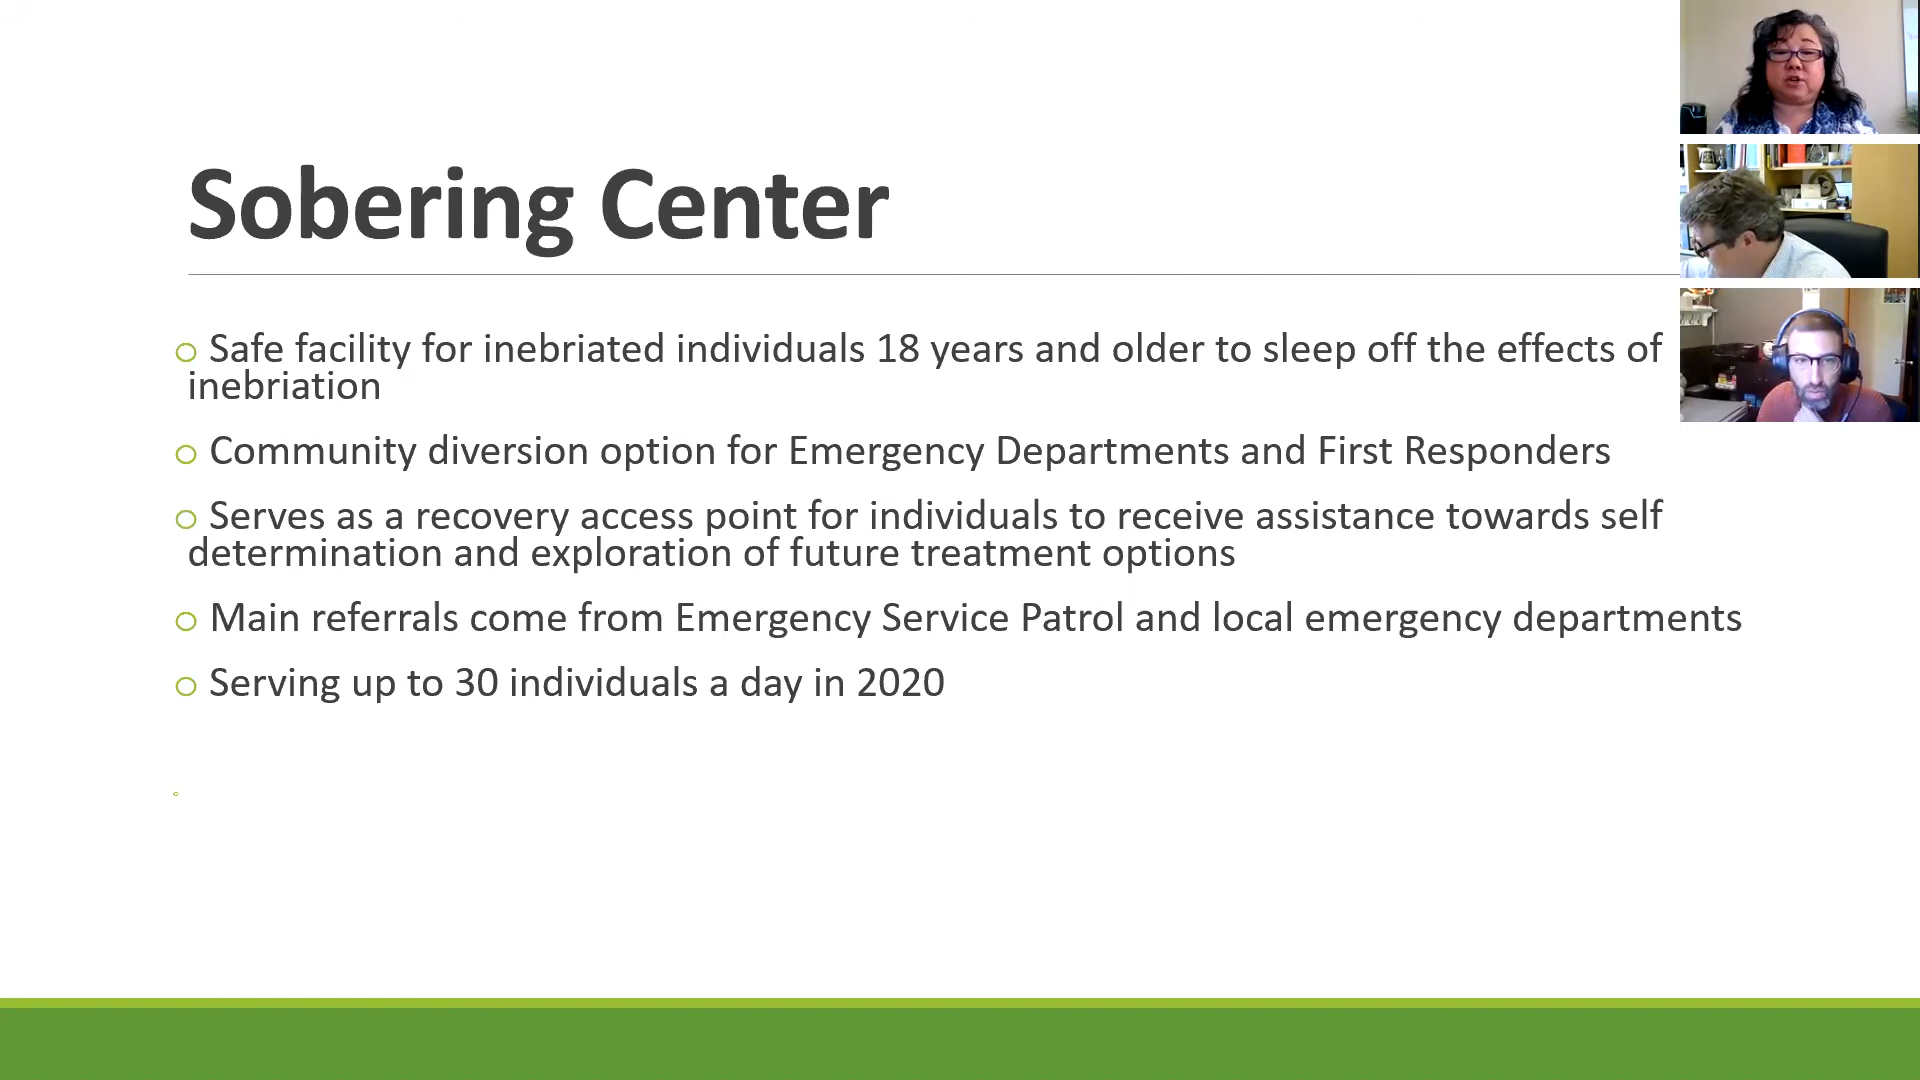 Sobering Center
Safe facility for inebriated individuals 18 years and older to sleep off the effects of
inebriation
Community diversion option for Emergency Departments and First Responders
Serves as a recovery access point for individuals to receive assistance towards self
determination and exploration of future treatment options
Main referrals come from Emergency Service Patrol and local emergency departments
Serving up to 30 individuals a day in 2020